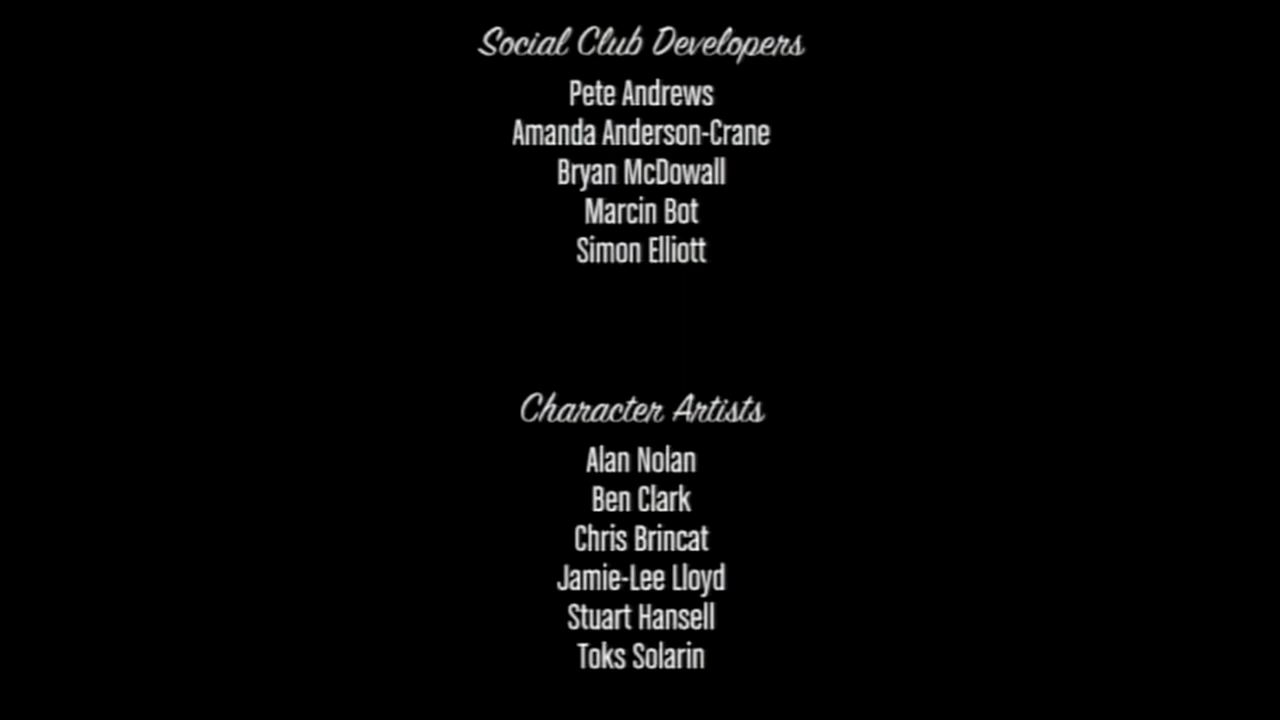 Social Club Developers
Pete Andrews
Amanda Anderson-Crane
Bryan McDowall
Marcin Bot
Simon Elliott
Character Artists
Alan Nolan
Ben Clark
Chris Brincat
Jamie-Lee Lloyd
Stuart Hansell
Toks Solarin